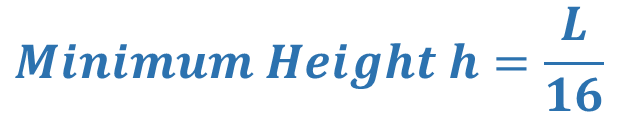 Minimum Height h = L/16